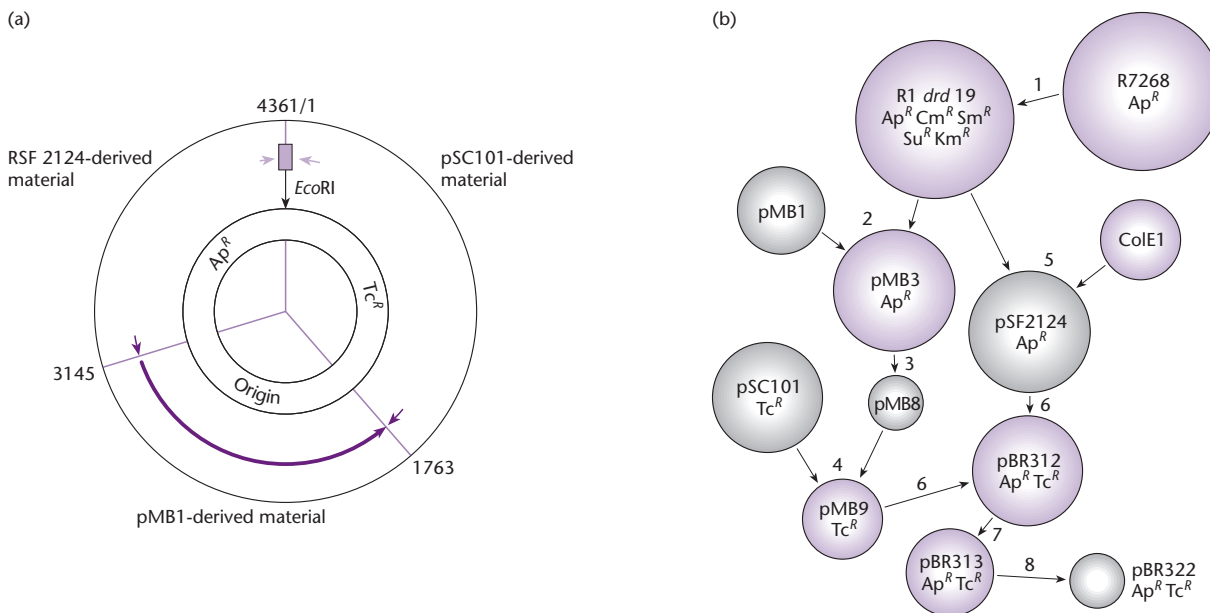 (a)
4361/1
RSF 2124-derived
material
pSC101-derived
material
EcoRI
Ap^R
Tc^R
Origin
3145
1763
pMB1-derived material
(b)
R1 drd 19
Ap^R Cm^R Sm^R
Su^R Km^R
1
R7268
Ap^R
pMB1
2
pMB3
Ap^R
ColE1
5
pSF2124
Ap^R
3
pSC101
Tc^R
pMB8
6
4
pMB9
Tc^R
6
pBR312
Ap^R Tc^R
7
pBR313
Ap^R Tc^R
8
pBR322
Ap^R Tc^R